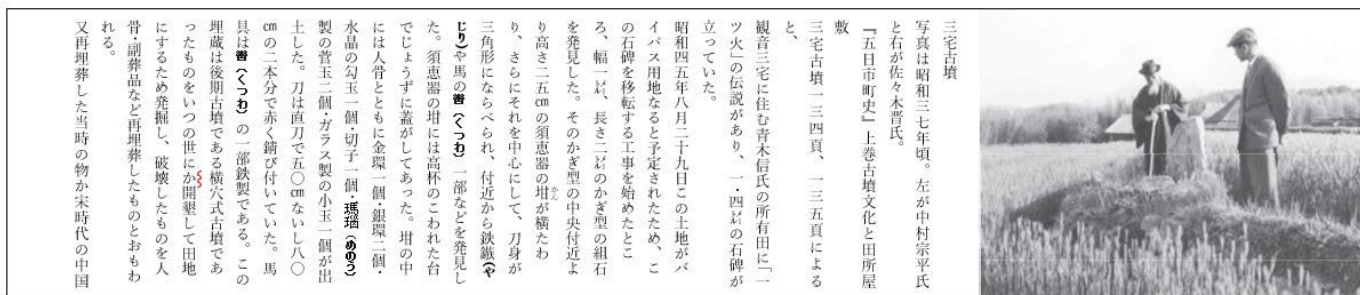 三宅古墳
写真は昭和三七年頃。左が中村宗平氏
と右が佐々木晋氏。
『五日市町史』上巻古墳文化と田所屋
敷
三宅古墳一三四頁、一三五頁による
と、
観音三宅に住む青木信氏の所有田に「一
ツ火」の伝説があり、一・四㍍の石碑が
立っていた。
昭和四五年八月二十九日この土地がバ
イパス用地なると予定されたため、こ
の石碑を移転する工事を始めたとこ
ろ、幅一㍍、長さ二㍍のかぎ型の組石
を発見した。そのかぎ型の中央付近よ
り高さ二五㎝の須恵器の坩かんが横たわ
り、さらにそれを中心にして、刀身が
三角形にならべられ、付近から鉄鏃(や
じり)や馬の轡(くつわ)一部などを発見し
た。須恵器の坩には高杯のこわれた台
でじょうずに蓋がしてあった。坩の中
には人骨とともに金環一個・銀環二個・
水晶の勾玉一個・切子一個・瑪瑙(めのう)
製の菅玉二個・ガラス製の小玉一個が出
土した。刀は直刀で五〇㎝ないし八〇
㎝の二本分で赤く錆び付いていた。馬
具は轡(くつわ)の一部鉄製である。この
埋蔵は後期古墳である横穴式古墳であ
ったものをいつの世にか開墾して田地
にするため発掘し、破壊したものを人
骨・副葬品など再埋葬したものとおもわ
れる。
又再埋葬した当時の物か宋時代の中国